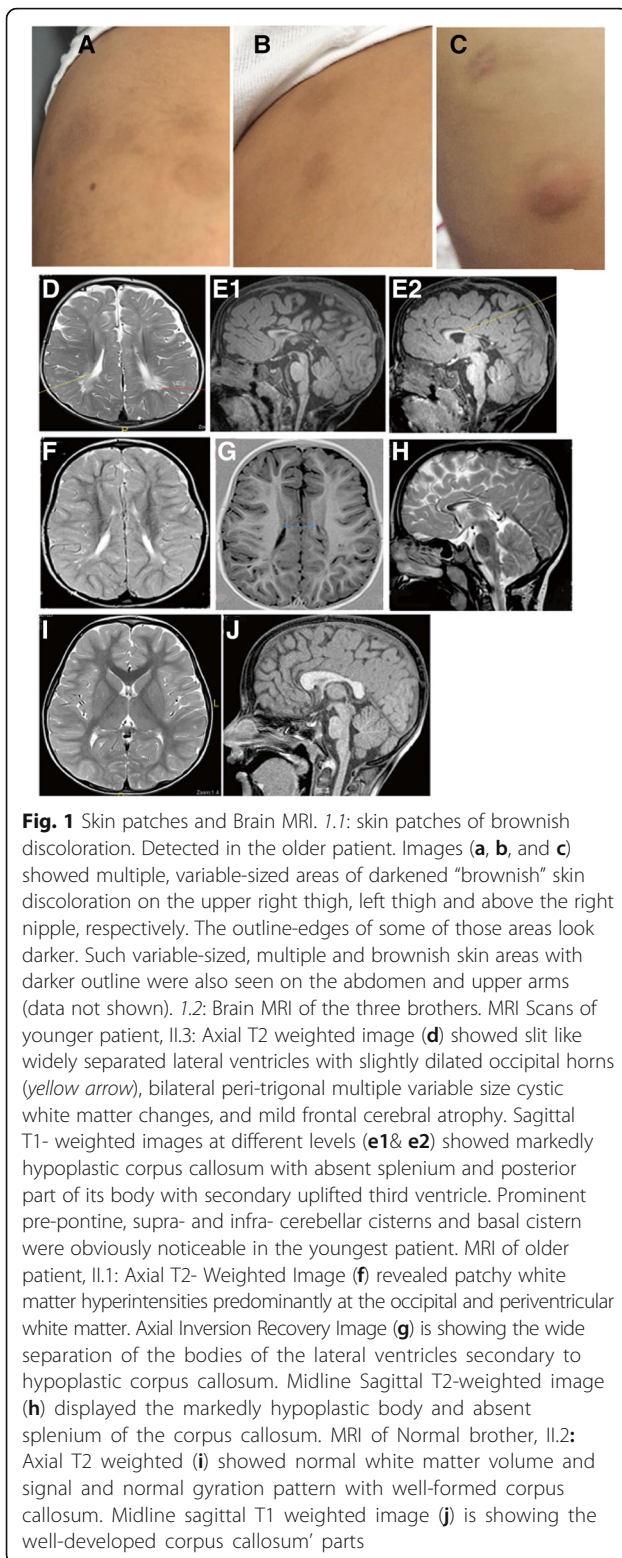 A
B
C
D
E1
E2
F
G
H
I
L
J
Zoom: 1.4
Fig. 1 Skin patches and Brain MRI. 1.1: skin patches of brownish
discoloration. Detected in the older patient. Images (a, b, and c)
showed multiple, variable-sized areas of darkened “brownish” skin
discoloration on the upper right thigh, left thigh and above the right
nipple, respectively. The outline-edges of some of those areas look
darker. Such variable-sized, multiple and brownish skin areas with
darker outline were also seen on the abdomen and upper arms
(data not shown). 1.2: Brain MRI of the three brothers. MRI Scans of
younger patient, II.3: Axial T2 weighted image (d) showed slit like
widely separated lateral ventricles with slightly dilated occipital horns
(yellow arrow), bilateral peri-trigonal multiple variable size cystic
white matter changes, and mild frontal cerebral atrophy. Sagittal
T1- weighted images at different levels (e1& e2) showed markedly
hypoplastic corpus callosum with absent splenium and posterior
part of its body with secondary uplifted third ventricle. Prominent
pre-pontine, supra- and infra- cerebellar cisterns and basal cistern
were obviously noticeable in the youngest patient. MRI of older
patient, II.1: Axial T2- Weighted Image (f) revealed patchy white
matter hyperintensities predominantly at the occipital and periventricular
white matter. Axial Inversion Recovery Image (g) is showing the wide
separation of the bodies of the lateral ventricles secondary to
hypoplastic corpus callosum. Midline Sagittal T2-weighted image
(h) displayed the markedly hypoplastic body and absent
splenium of the corpus callosum. MRI of Normal brother, II.2:
Axial T2 weighted (i) showed normal white matter volume and
signal and normal gyration pattern with well-formed corpus
callosum. Midline sagittal T1 weighted image (j) is showing the
well-developed corpus callosum’ parts